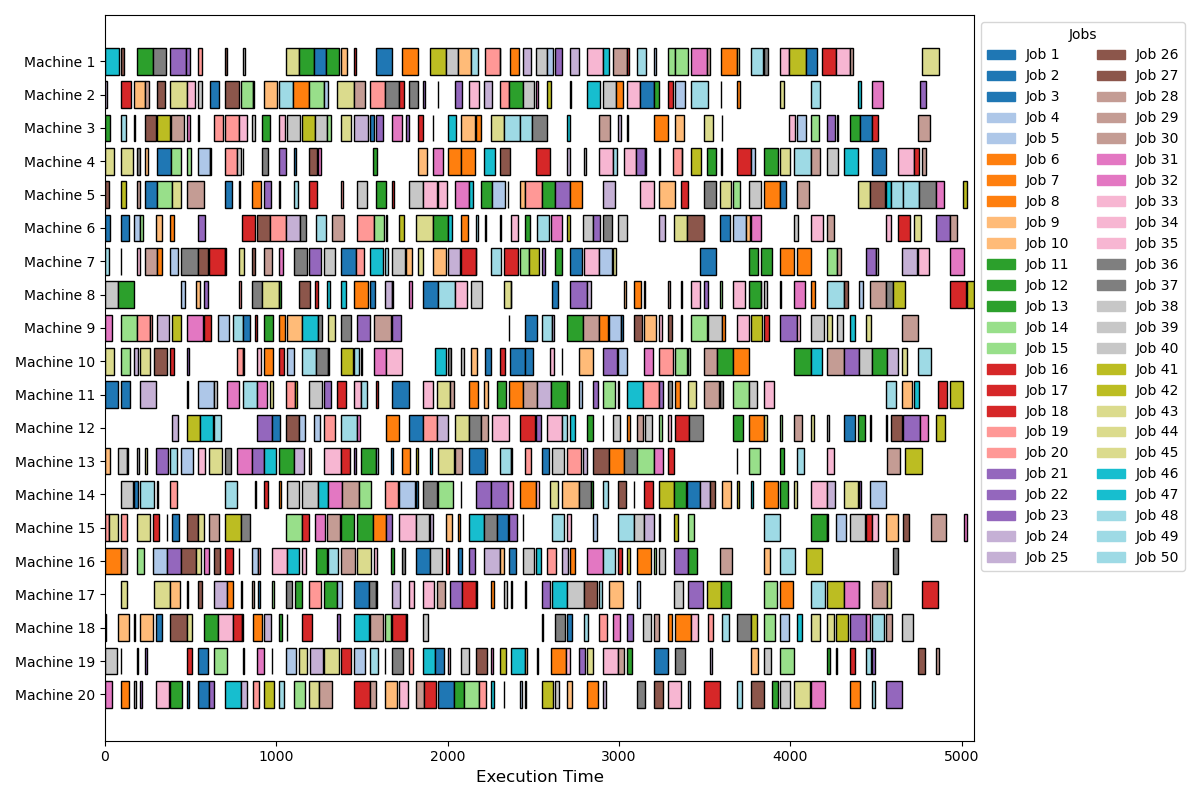 Machine 1
Machine 2
Machine 3
Machine 4
Machine 5
Machine 6
Machine 7
Machine 8
Machine 9
Machine 10
Machine 11
Machine 12
Machine 13
Machine 14
Machine 15
Machine 16
Machine 17
Machine 18
Machine 19
Machine 20
0 1000 2000 3000 4000 5000
Execution Time
Jobs
Job 1
Job 2
Job 3
Job 4
Job 5
Job 6
Job 7
Job 8
Job 9
Job 10
Job 11
Job 12
Job 13
Job 14
Job 15
Job 16
Job 17
Job 18
Job 19
Job 20
Job 21
Job 22
Job 23
Job 24
Job 25
Job 26
Job 27
Job 28
Job 29
Job 30
Job 31
Job 32
Job 33
Job 34
Job 35
Job 36
Job 37
Job 38
Job 39
Job 40
Job 41
Job 42
Job 43
Job 44
Job 45
Job 46
Job 47
Job 48
Job 49
Job 50